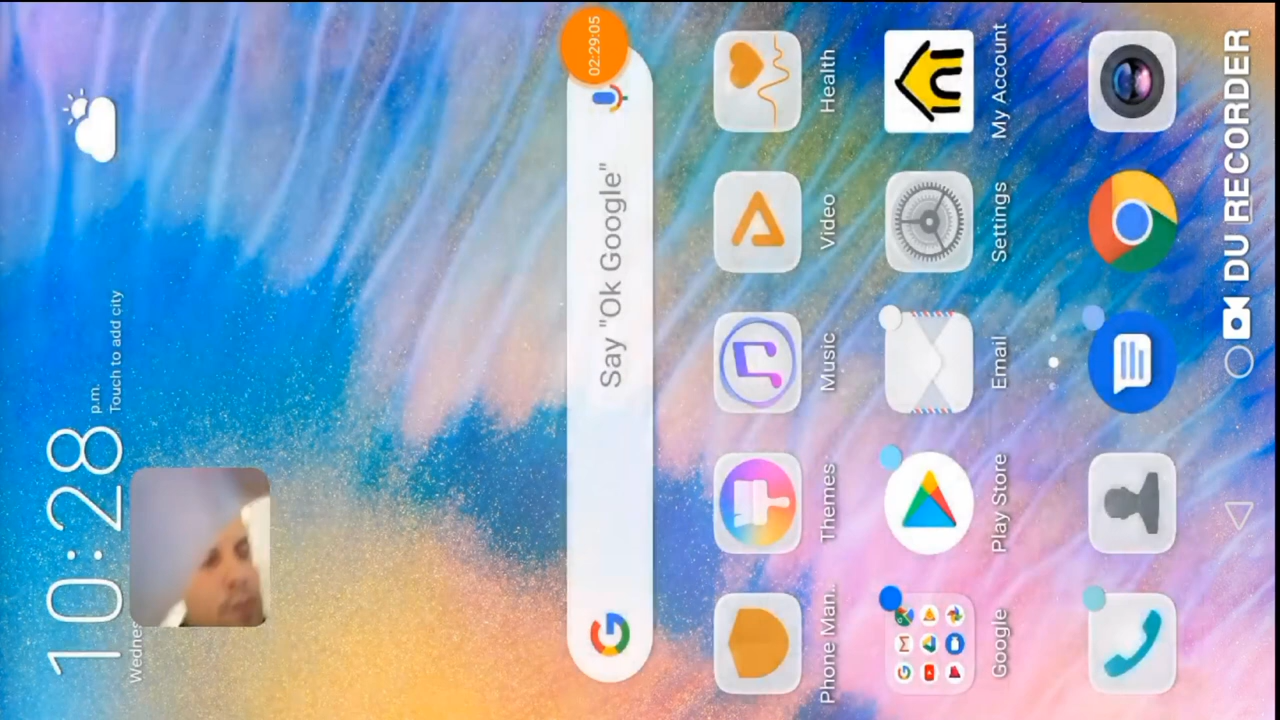 10:28 p.m.
Touch to add city
Wednes
02:29:05
Say "Ok Google"
Phone Man..
Themes
Music
Video
Health
Google
Play Store
Email
Settings
My Account
DU RECORDER